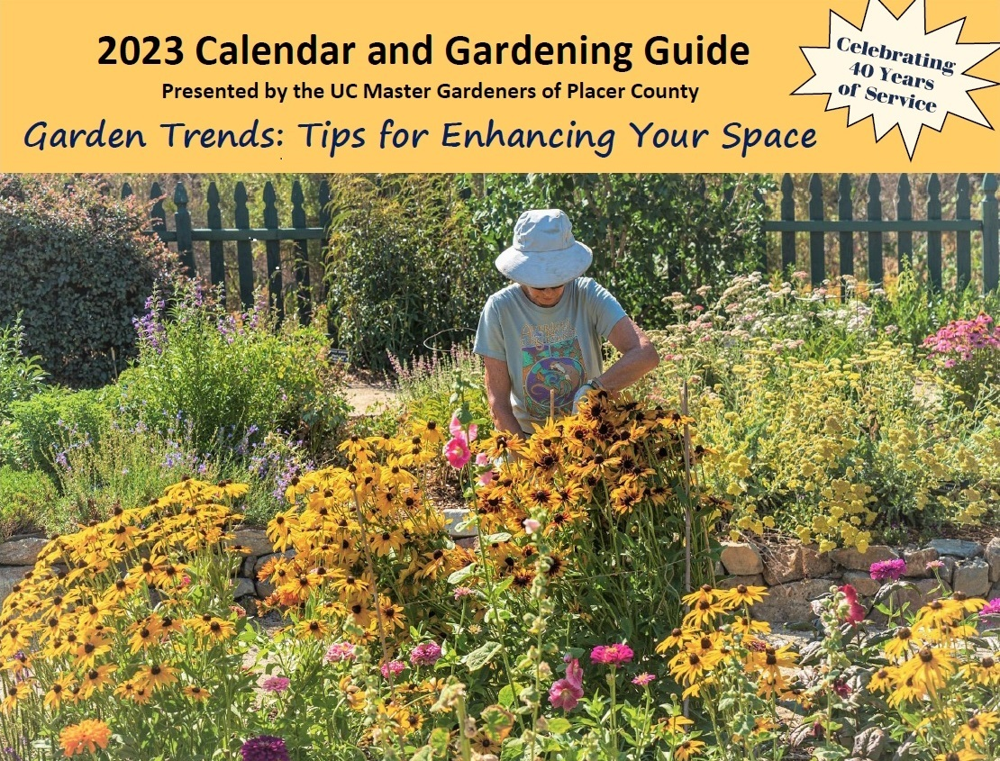 2023 Calendar and Gardening Guide
Presented by the UC Master Gardeners of Placer County
Garden Trends: Tips for Enhancing Your Space
Celebrating
40 Years
of Service